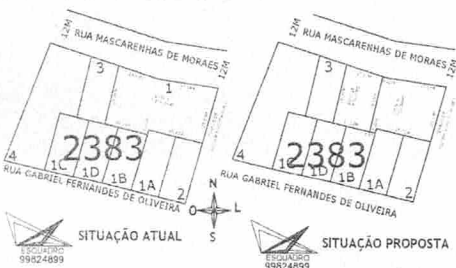 12M
RUA MASCARENHAS DE MORAES
12M
3
1
2383
4
1C
1D
1B
1A
2
RUA GABRIEL FERNANDES DE OLIVEIRA
ESQUADRO
99824899
SITUAÇÃO ATUAL
N
O
L
S
12M
RUA MASCARENHAS DE MORAES
12M
3
2383
4
1C
1D
1B
1A
2
RUA GABRIEL FERNANDES DE OLIVEIRA
ESQUADRO
99824899
SITUAÇÃO PROPOSTA